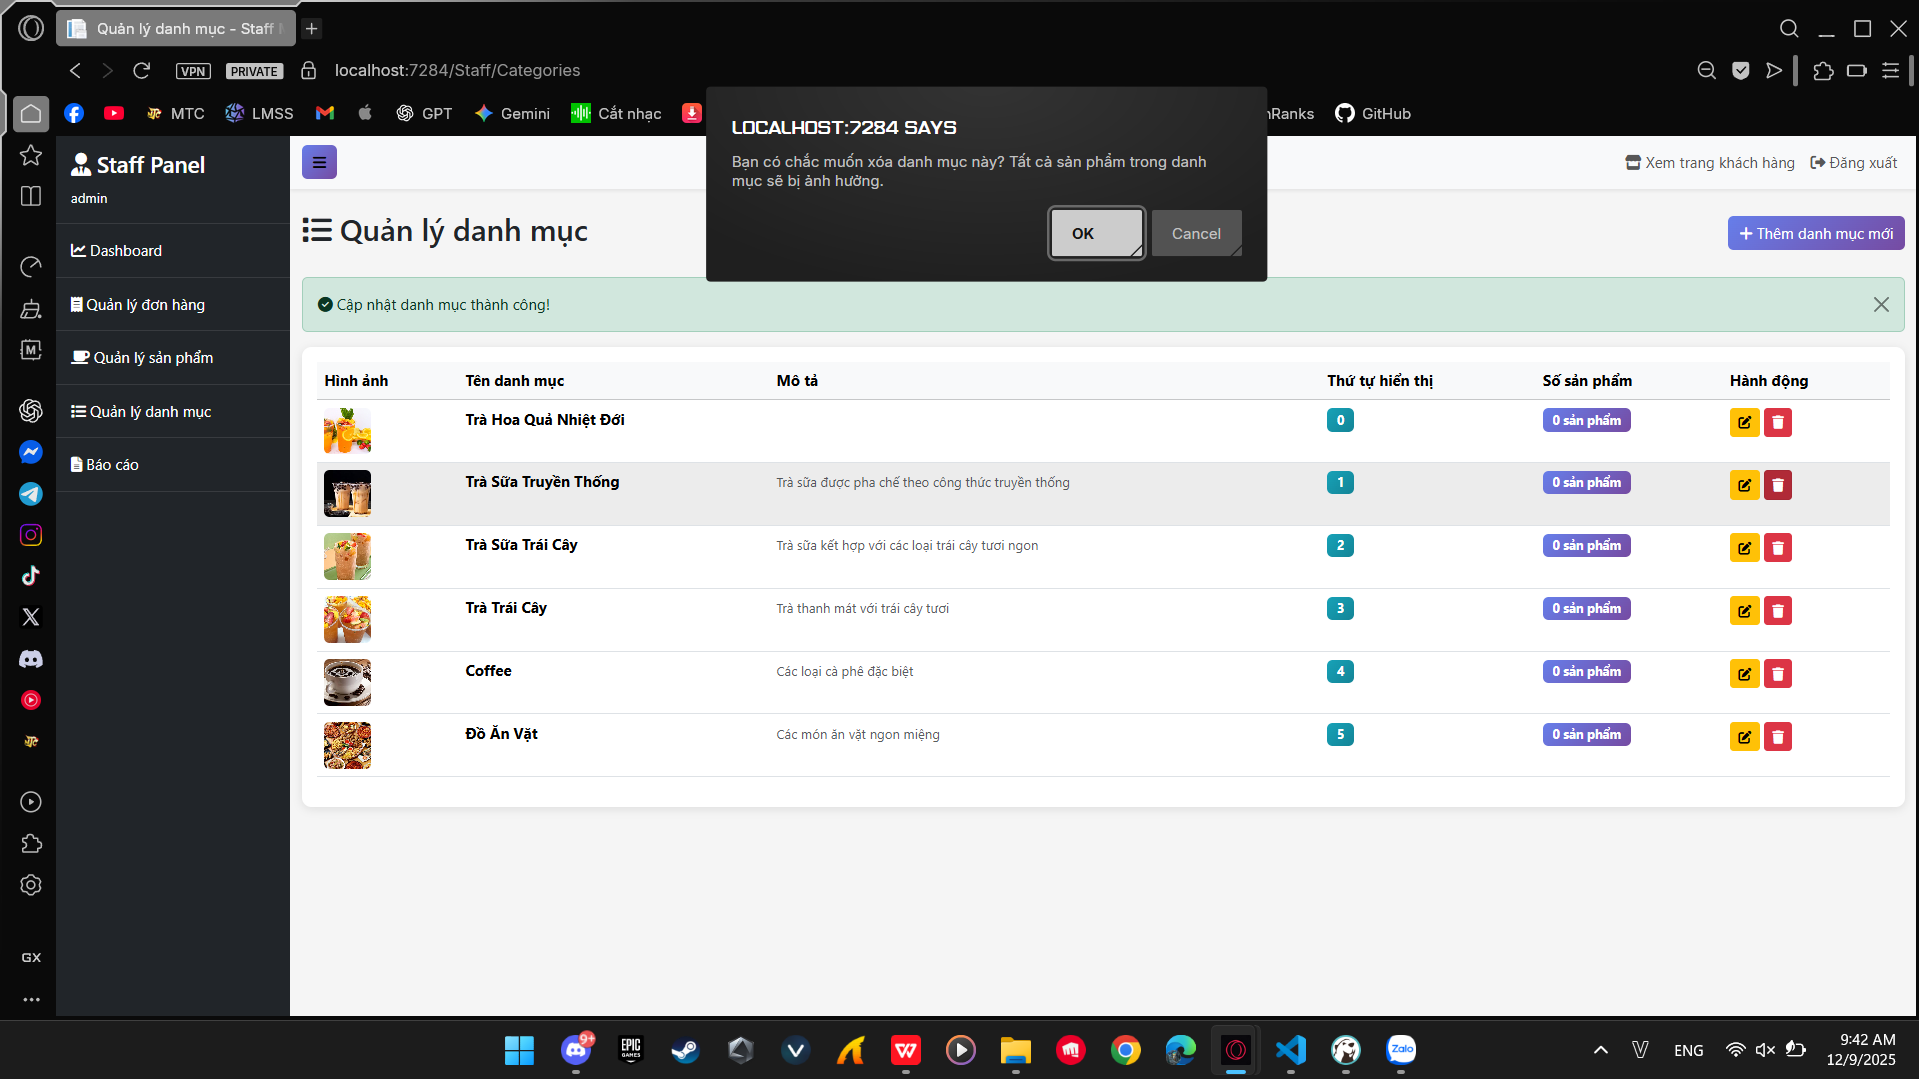 Quản lý danh mục - Staff
VPN
PRIVATE
localhost:7284/Staff/Categories
MTC
LMSS
GPT
Gemini
Cắt nhạc
nRanks
GitHub
LOCALHOST:7284 SAYS
Bạn có chắc muốn xóa danh mục này? Tất cả sản phẩm trong danh
mục sẽ bị ảnh hưởng.
OK
Cancel
Staff Panel
admin
Dashboard
Quản lý đơn hàng
Quản lý sản phẩm
Quản lý danh mục
Báo cáo
Xem trang khách hàng
Đăng xuất
Quản lý danh mục
Thêm danh mục mới
Cập nhật danh mục thành công!
Hình ảnh Tên danh mục Mô tả Thứ tự hiển thị Số sản phẩm Hành động
Trà Hoa Quả Nhiệt Đới 0 0 sản phẩm
Trà Sữa Truyền Thống Trà sữa được pha chế theo công thức truyền thống 1 0 sản phẩm
Trà Sữa Trái Cây Trà sữa kết hợp với các loại trái cây tươi ngon 2 0 sản phẩm
Trà Trái Cây Trà thanh mát với trái cây tươi 3 0 sản phẩm
Coffee Các loại cà phê đặc biệt 4 0 sản phẩm
Đồ Ăn Vặt Các món ăn vặt ngon miệng 5 0 sản phẩm
M
GX
9+
EPIC
GAMES
Zalo
ENG
9:42 AM
12/9/2025